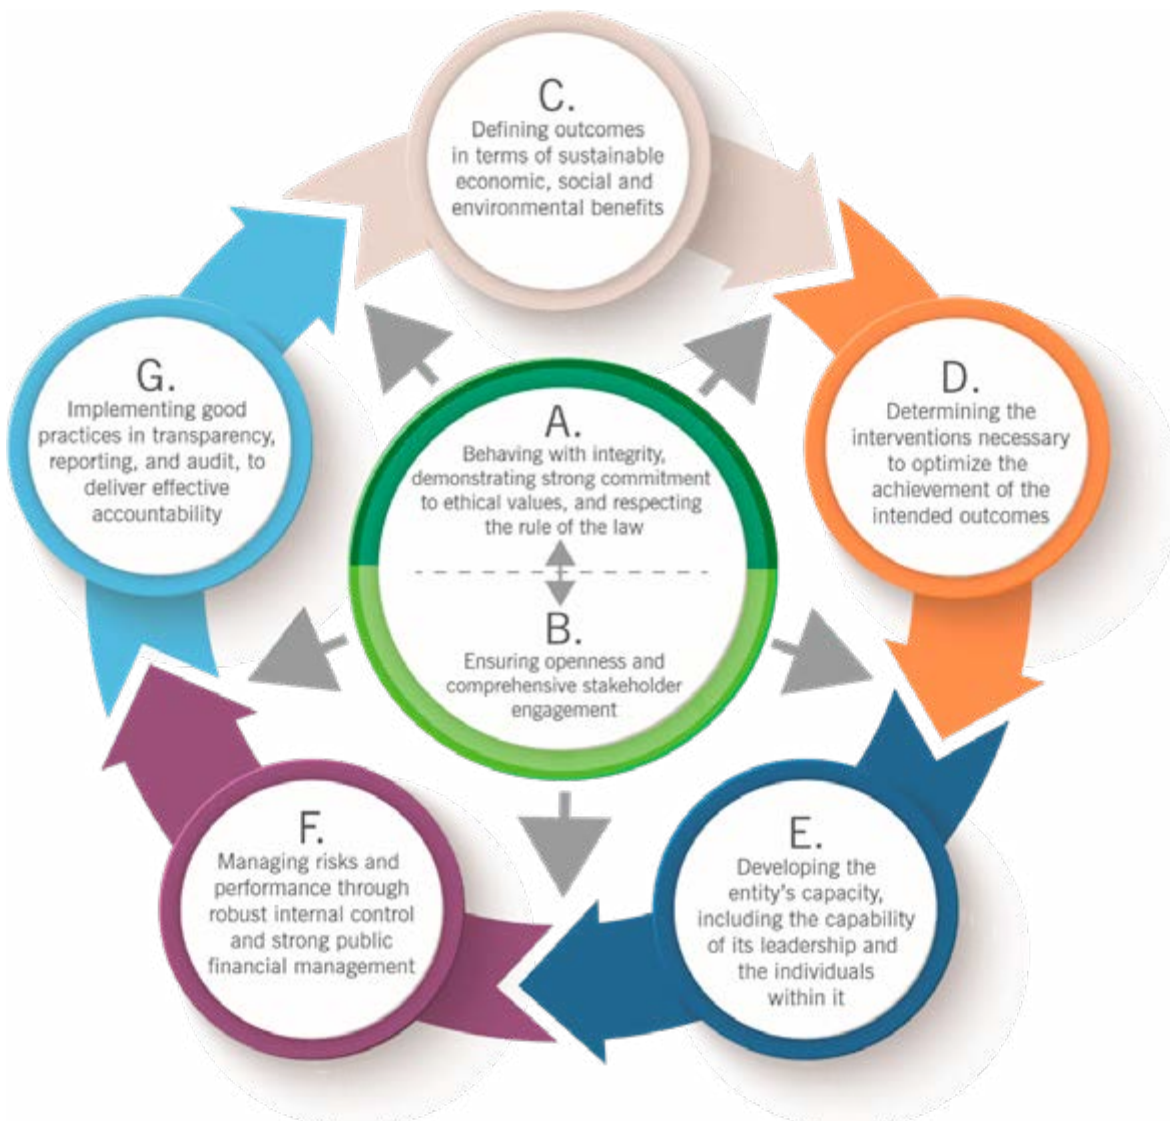 C.
Defining outcomes
in terms of sustainable
economic, social and
environmental benefits
G.
Implementing good
practices in transparency,
reporting, and audit, to
deliver effective
accountability
A.
Behaving with integrity,
demonstrating strong commitment
to ethical values, and respecting
the rule of the law
B.
Ensuring openness and
comprehensive stakeholder
engagement
D.
Determining the
interventions necessary
to optimize the
achievement of the
intended outcomes
F.
Managing risks and
performance through
robust internal control
and strong public
financial management
E.
Developing the
entity's capacity,
including the capability
of its leadership and
the individuals
within it